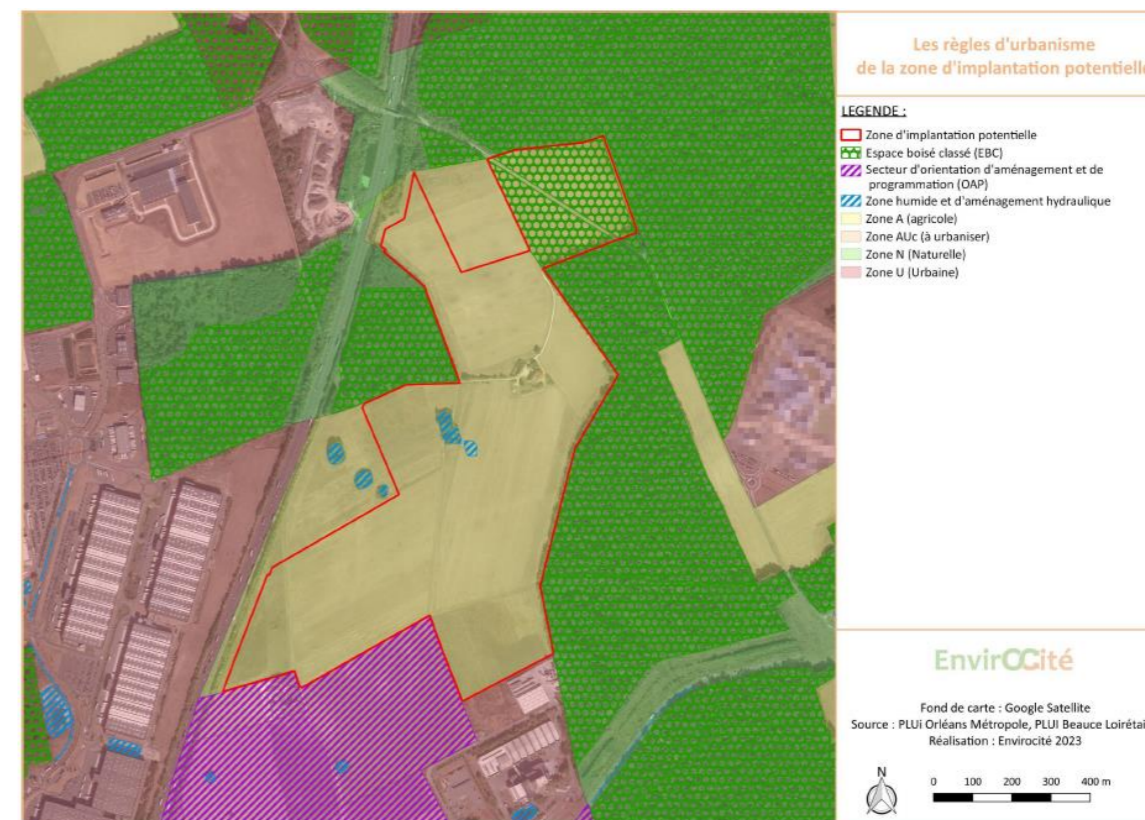 Les règles d'urbanisme
de la zone d'implantation potentielle
LEGENDE :
Zone d'implantation potentielle
Espace boisé classé (EBC)
Secteur d'orientation d'aménagement et de
programmation (OAP)
Zone humide et d'aménagement hydraulique
Zone A (agricole)
Zone AUc (à urbaniser)
Zone N (Naturelle)
Zone U (Urbaine)
EnvirOCité
Fond de carte : Google Satellite
Source : PLUi Orléans Métropole, PLUI Beauce Loirétai
Réalisation : Envirocité 2023
N
0 100 200 300 400 m